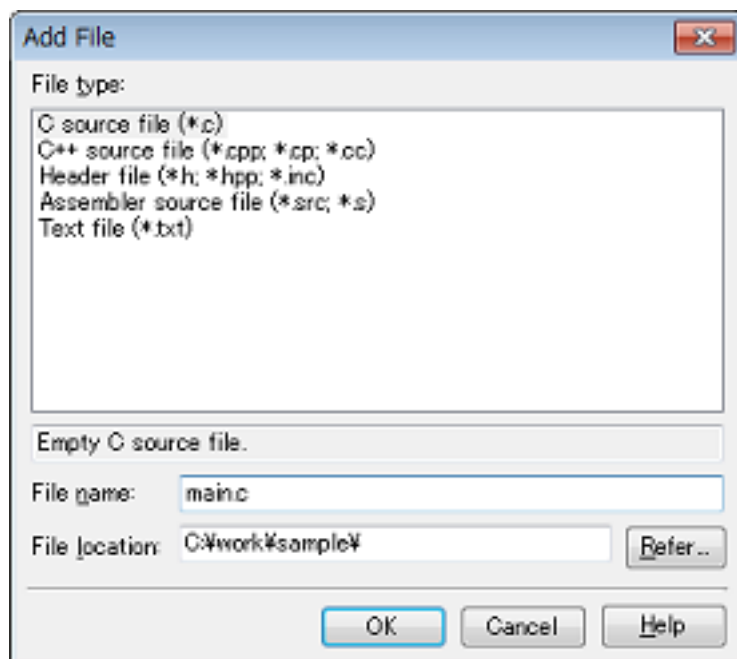 Add File
File type:
C source file (*.c)
C++ source file (*.cpp; *.cp; *.cc)
Header file (*.h; *.hpp; *.inc)
Assembler source file (*.src; *.s)
Text file (*.txt)
Empty C source file.
File name: main.c
File location: C:¥work¥sample¥ Refer...
OK Cancel Help